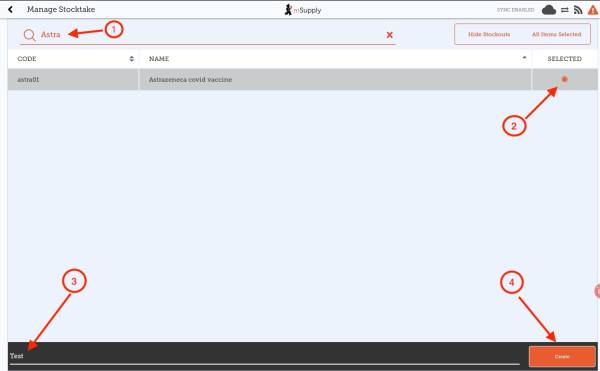 Manage Stocktake
mSupply
SYNC ENABLED
Astra
1
Hide Stockouts
All Items Selected
CODE
NAME
SELECTED
astra01
Astrazeneca covid vaccine
2
3
4
Test
Create